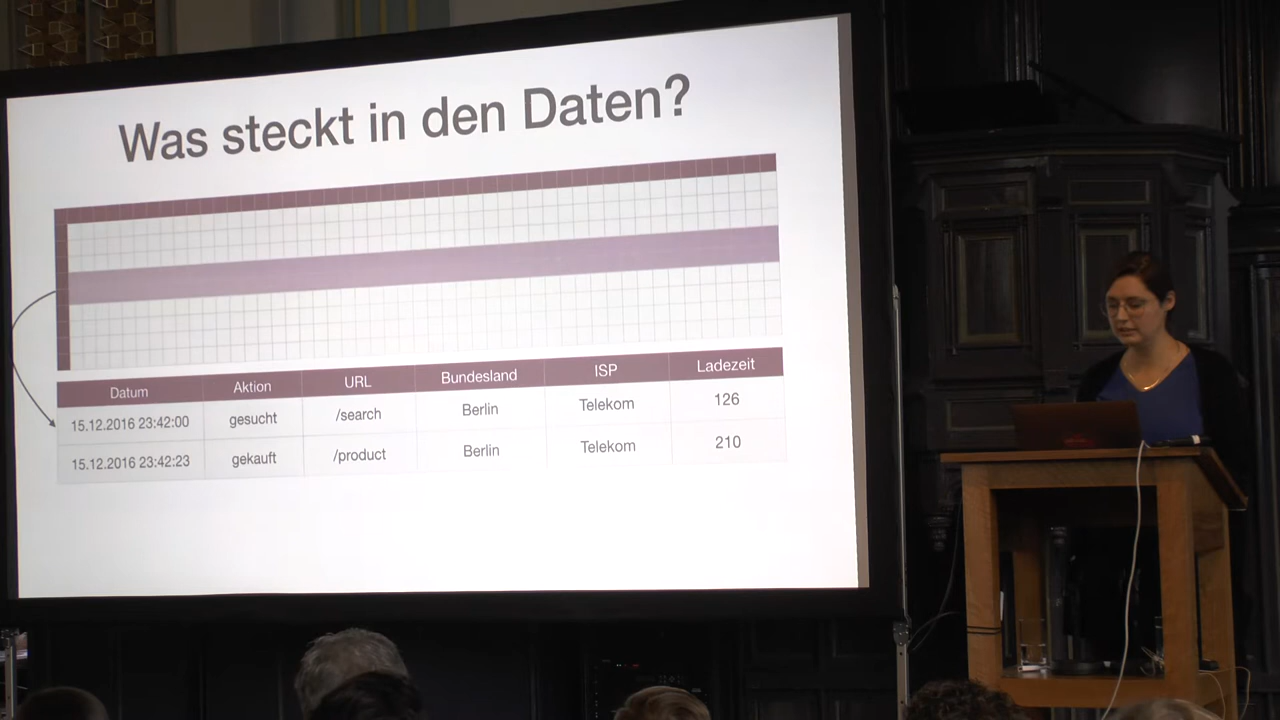 Was steckt in den Daten?
Datum Aktion URL Bundesland ISP Ladezeit
15.12.2016 23:42:00 gesucht /search Berlin Telekom 126
15.12.2016 23:42:23 gekauft /product Berlin Telekom 210